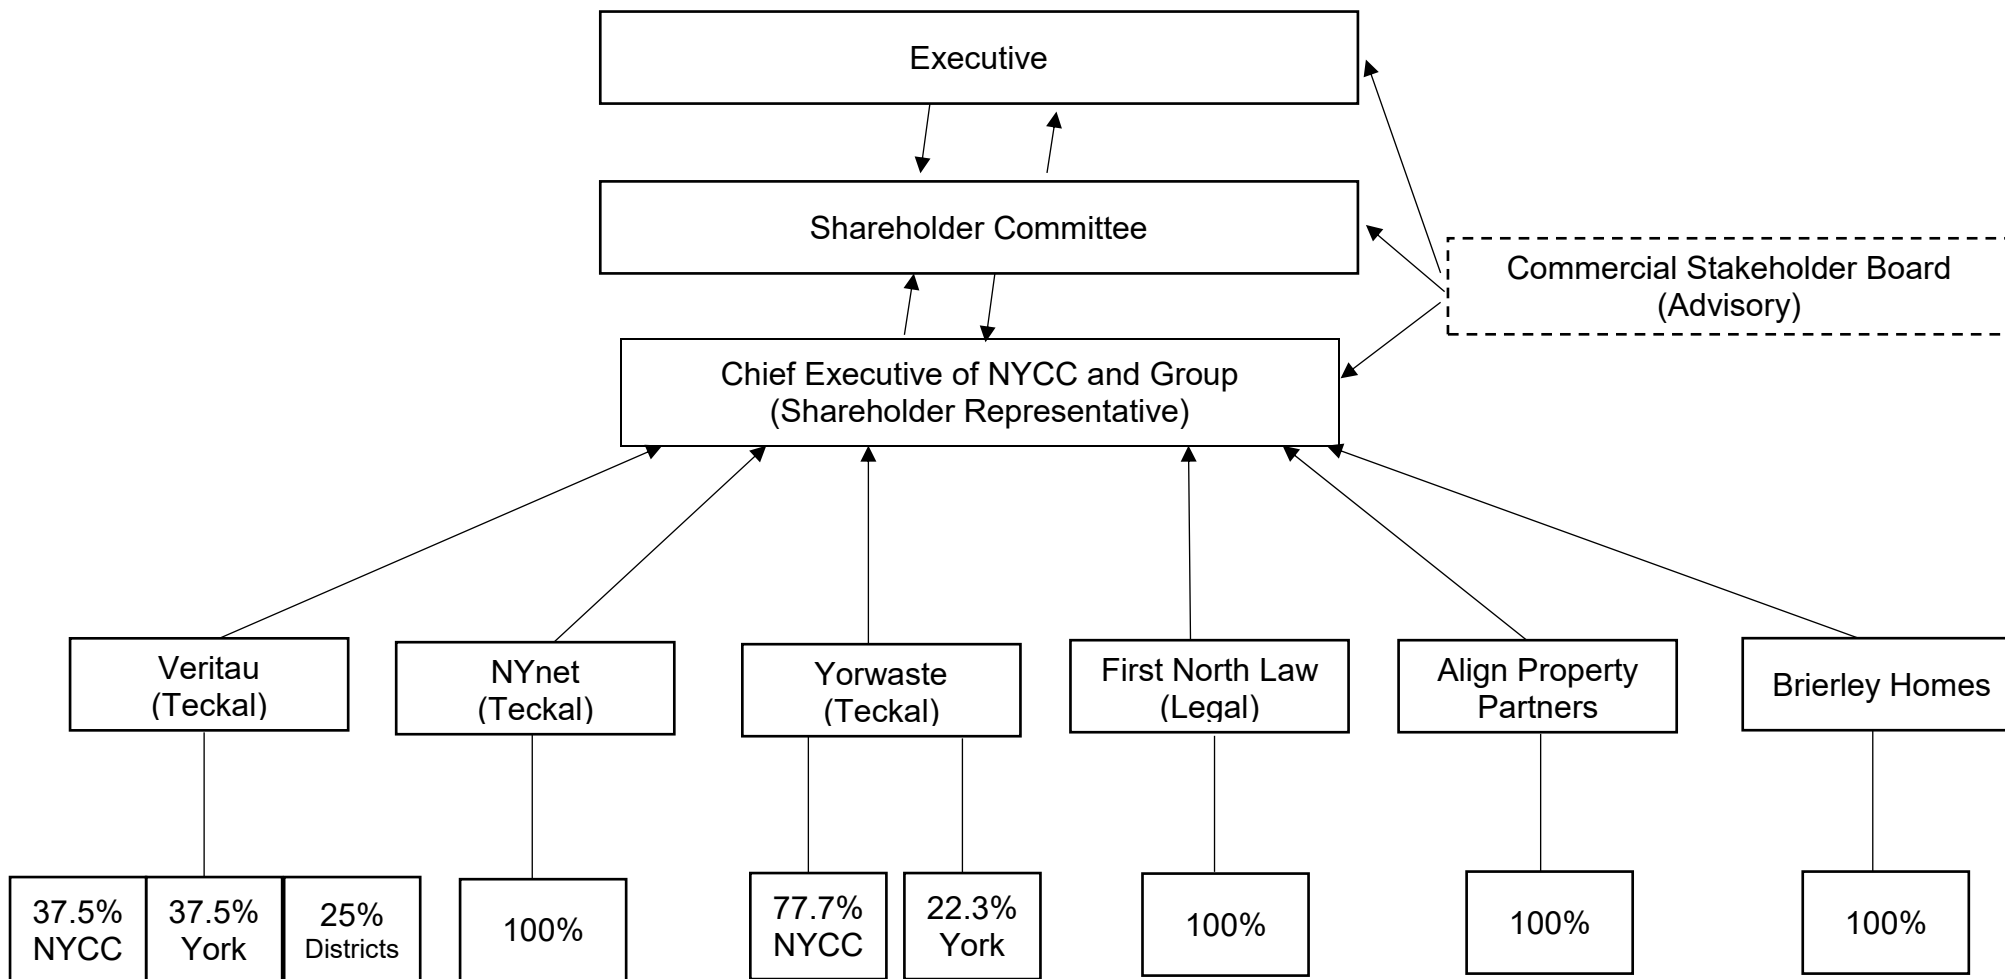 Executive
Shareholder Committee
Commercial Stakeholder Board
(Advisory)
Chief Executive of NYCC and Group
(Shareholder Representative)
Veritau
(Teckal)
NYnet
(Teckal)
Yorwaste
(Teckal)
First North Law
(Legal)
Align Property
Partners
Brierley Homes
37.5%
NYCC
37.5%
York
25%
Districts
100%
77.7%
NYCC
22.3%
York
100%
100%
100%